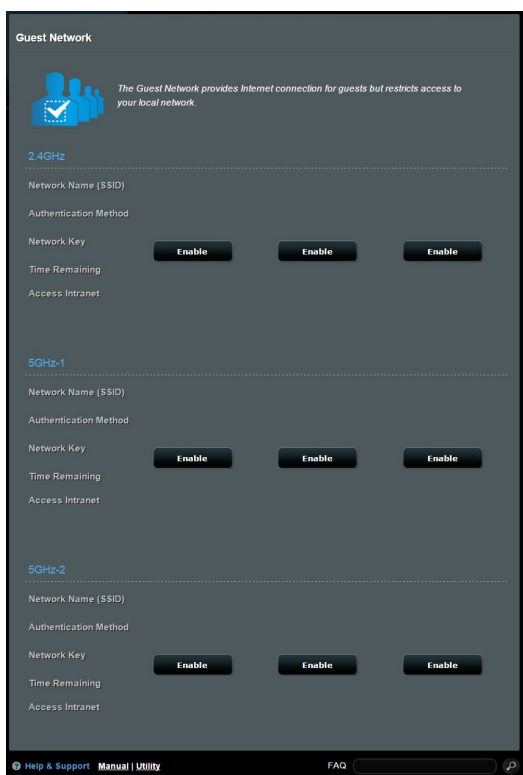 Guest Network
The Guest Network provides Internet connection for guests but restricts access to
your local network.
2.4GHz
Network Name (SSID)
Authentication Method
Network Key
Enable Enable Enable
Time Remaining
Access Intranet
5GHz-1
Network Name (SSID)
Authentication Method
Network Key
Enable Enable Enable
Time Remaining
Access Intranet
5GHz-2
Network Name (SSID)
Authentication Method
Network Key
Enable Enable Enable
Time Remaining
Access Intranet
Help & Support Manual | Utility FAQ